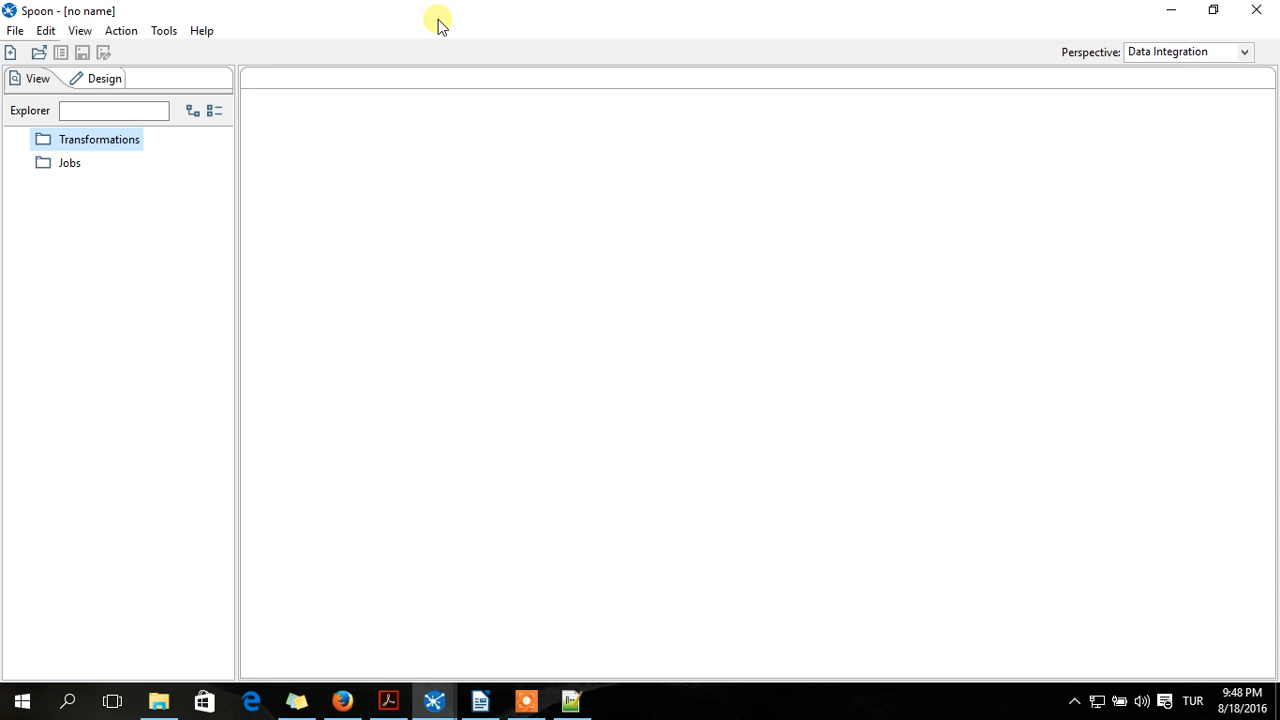 Spoon - [no name]
File Edit View Action Tools Help
Perspective: Data Integration
View Design
Explorer
Transformations
Jobs
TUR
9:48 PM
8/18/2016